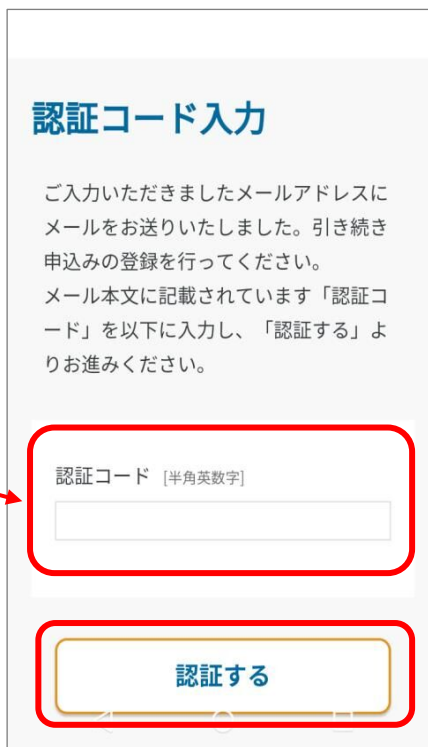 認証コード入力
ご入力いただきましたメールアドレスに
メールをお送りいたしました。引き続き
申込みの登録を行ってください。
メール本文に記載されています「認証コ
ード」を以下に入力し、「認証する」よ
りお進みください。
認証コード [半角英数字]
認証する